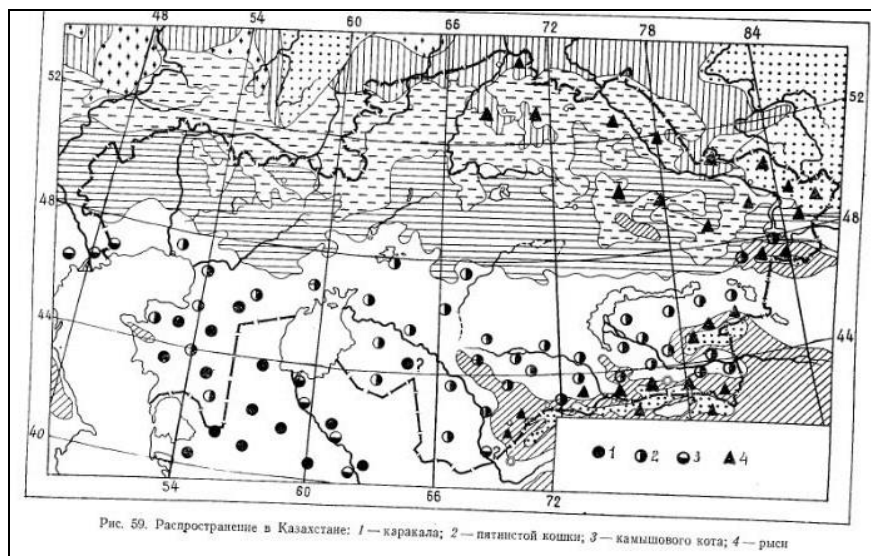 48 54 60 66 72 78 84
52 52
48 48
44 ? 44
40 ?
1 2 3 4
54 60 66 72
Рис. 59. Распространение в Казахстане: 1 — каракала; 2 — пятнистой кошки; 3 — камышового кота; 4 — рыси